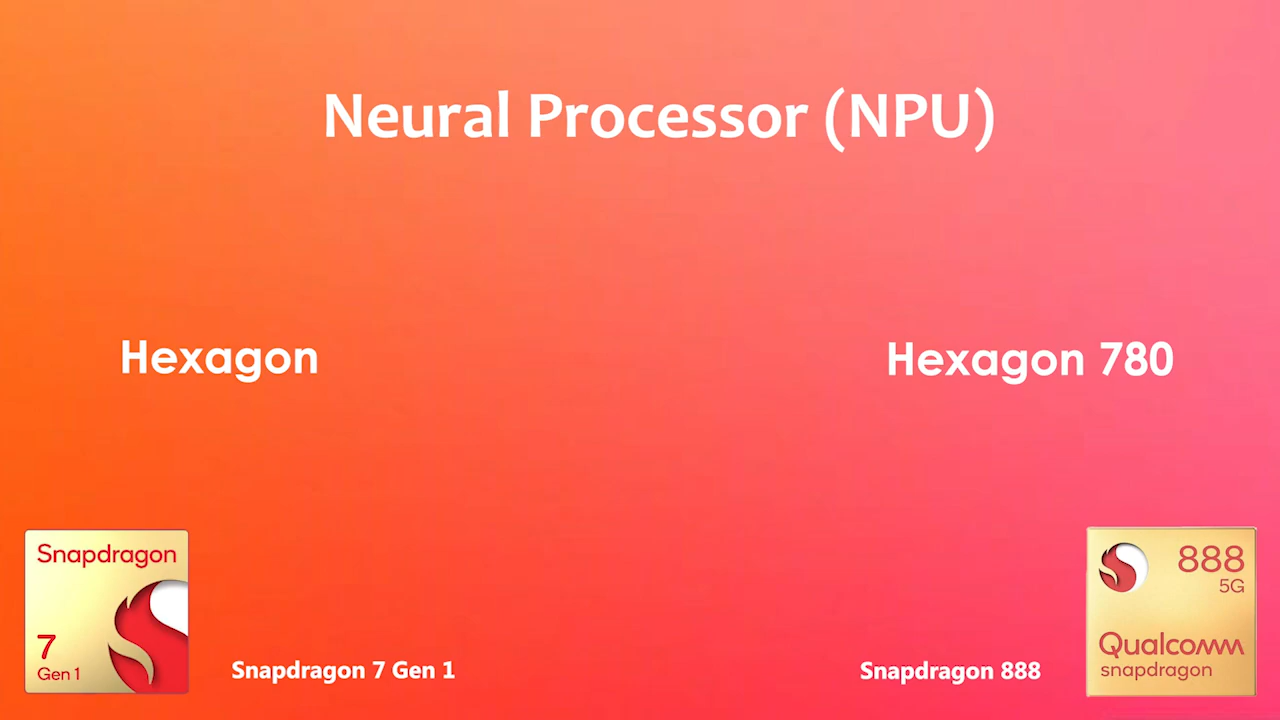 Neural Processor (NPU)
Hexagon
Hexagon 780
Snapdragon
7
Gen 1
Snapdragon 7 Gen 1
Snapdragon 888
888
5G
Qualcomm
snapdragon